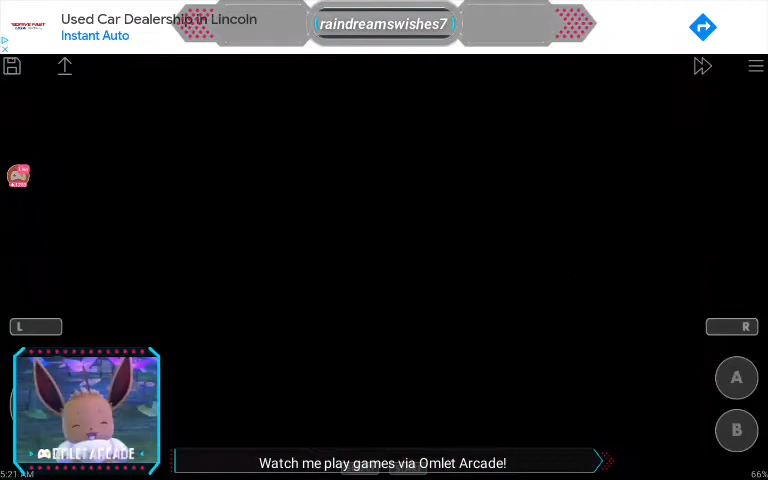 Used Car Dealership in Lincoln
Instant Auto
raindreamswishes7
Live
L
R
A
B
OMLET ARCADE
Watch me play games via Omlet Arcade!
5:21 AM
66%